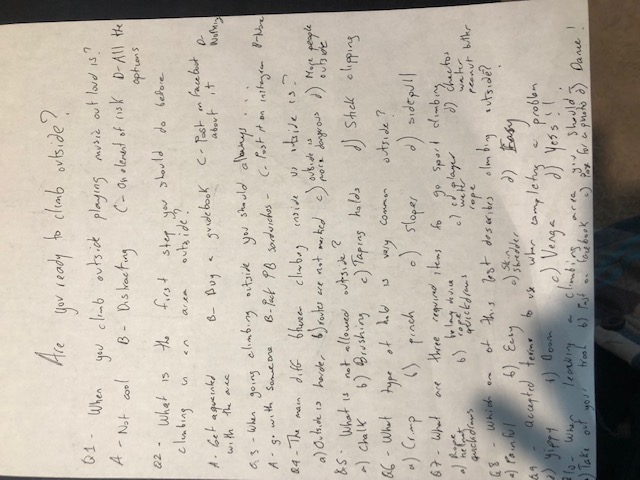 Are you ready to climb outside?
Q1 - When you climb outside playing music out loud is?
A - Not cool B - Distracting C - On element of risk D - All the
options
Q2 - What is the first step you should do before
climbing in an area outside?
A - Get aquainted B - Buy a guidebook C - Post on facebook D -
with the area about it Nothing
Q3 - When going climbing outside you should always ...
A - go with someone B - Pack PB sandwiches - C - Post it on instagram D - None
Q4 - The main diff btween climbing inside vs outside is?
a) Outside is harder b) routes are not marked c) outside is d) More people
more dangerous outside
Q5 - What is not allowed outside?
a) Chalk b) Brushing c) Taping holds d) Stick clipping
Q6 - What type of hold is very common outside?
a) Crimp b) pinch c) sloper d) sidepull
Q7 - What are three required items to go sport climbing
a) Rope b) belay device c) cd player d) cheetos
helmet rope water water
quickdraws quickdraws rope peanut butter
Q8 - Which one of this best describes climbing outside?
a) Painful b) Easy c) Skin d) Easy
shredder
Q9 - accepted terms to use when completing a problem
a) yippy b) Boom c) Venga d) Yess!!
Q10 - When leaving a climbing area you should -
a) Take out your trash b) Post on facebook c) Pose for a photo d) Dance!